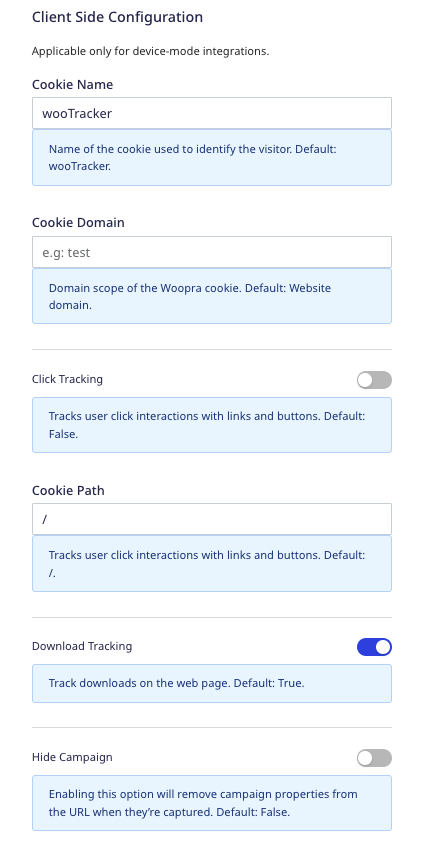 Client Side Configuration
Applicable only for device-mode integrations.
Cookie Name
wooTracker
Name of the cookie used to identify the visitor. Default:
wooTracker.
Cookie Domain
e.g: test
Domain scope of the Woopra cookie. Default: Website
domain.
Click Tracking
Tracks user click interactions with links and buttons. Default:
False.
Cookie Path
/
Tracks user click interactions with links and buttons. Default:
/.
Download Tracking
Track downloads on the web page. Default: True.
Hide Campaign
Enabling this option will remove campaign properties from
the URL when they’re captured. Default: False.